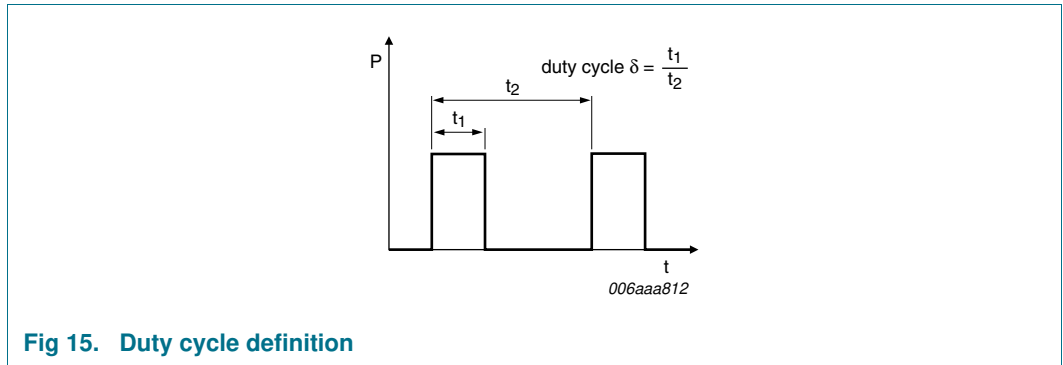 P
duty cycle δ = t1
t2
t2
t1
t
006aaa812
Fig 15. Duty cycle definition